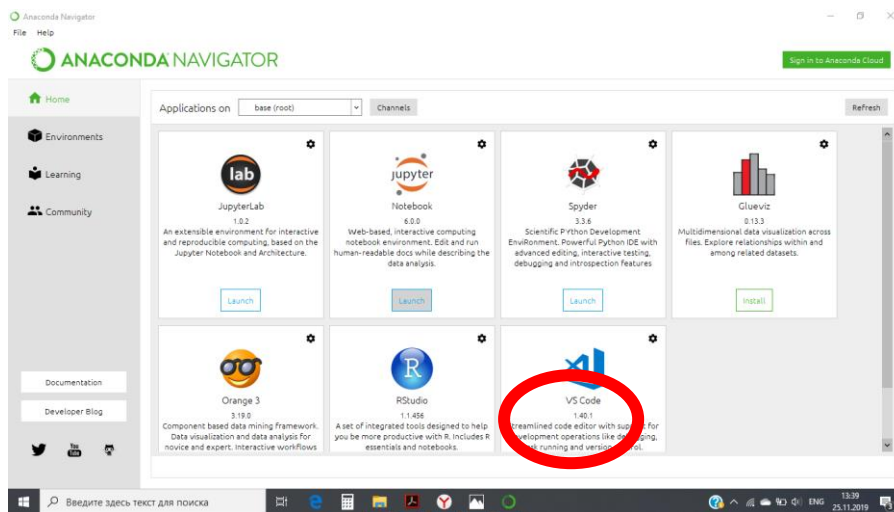 Anaconda Navigator
File Help
ANACONDA NAVIGATOR
Sign in to Anaconda Cloud
Home
Environments
Learning
Community
Documentation
Developer Blog
You Tube
Applications on base (root) Channels Refresh
lab
JupyterLab
1.0.2
An extensible environment for interactive
and reproducible computing, based on the
Jupyter Notebook and Architecture.
Launch
jupyter
Notebook
6.0.0
Web-based, interactive computing
notebook environment. Edit and run
human-readable docs while describing the
data analysis.
Launch
Spyder
3.3.6
Scientific PYthon Development
EnviRonment. Powerful Python IDE with
advanced editing, interactive testing,
debugging and introspection features
Launch
Glueviz
0.13.3
Multidimensional data visualization across
files. Explore relationships within and
among related datasets.
Install
Orange 3
3.19.0
Component based data mining framework.
Data visualization and data analysis for
novice and expert. Interactive workflows
R
RStudio
1.1.456
A set of integrated tools designed to help
you be more productive with R. Includes R
essentials and notebooks.
VS Code
1.40.1
code editor with for
operations like
running and version
Введите здесь текст для поиска
ENG
13:39
25.11.2019